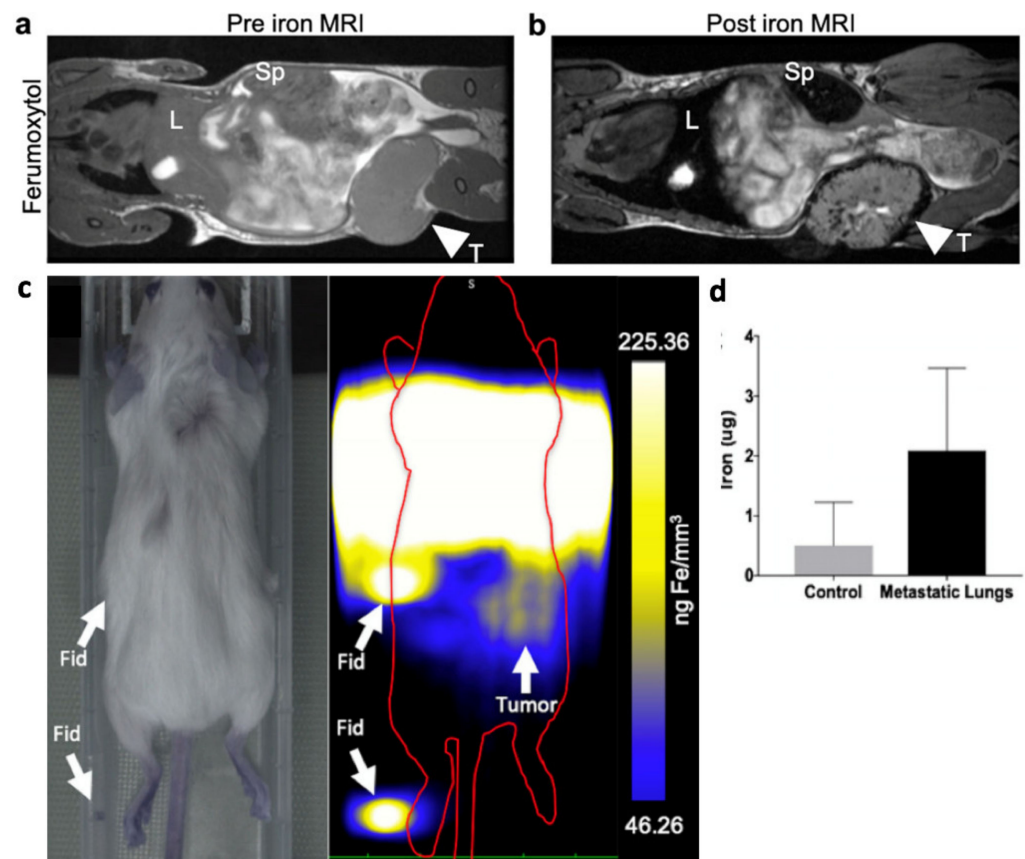 a
Pre iron MRI
b
Post iron MRI
Ferumoxytol
Sp
L
T
Sp
L
T
c
Fid
Fid
S
Fid
Tumor
Fid
225.36
ng Fe/mm³
46.26
d
Iron (ug)
4
3
2
1
0
Control
Metastatic Lungs